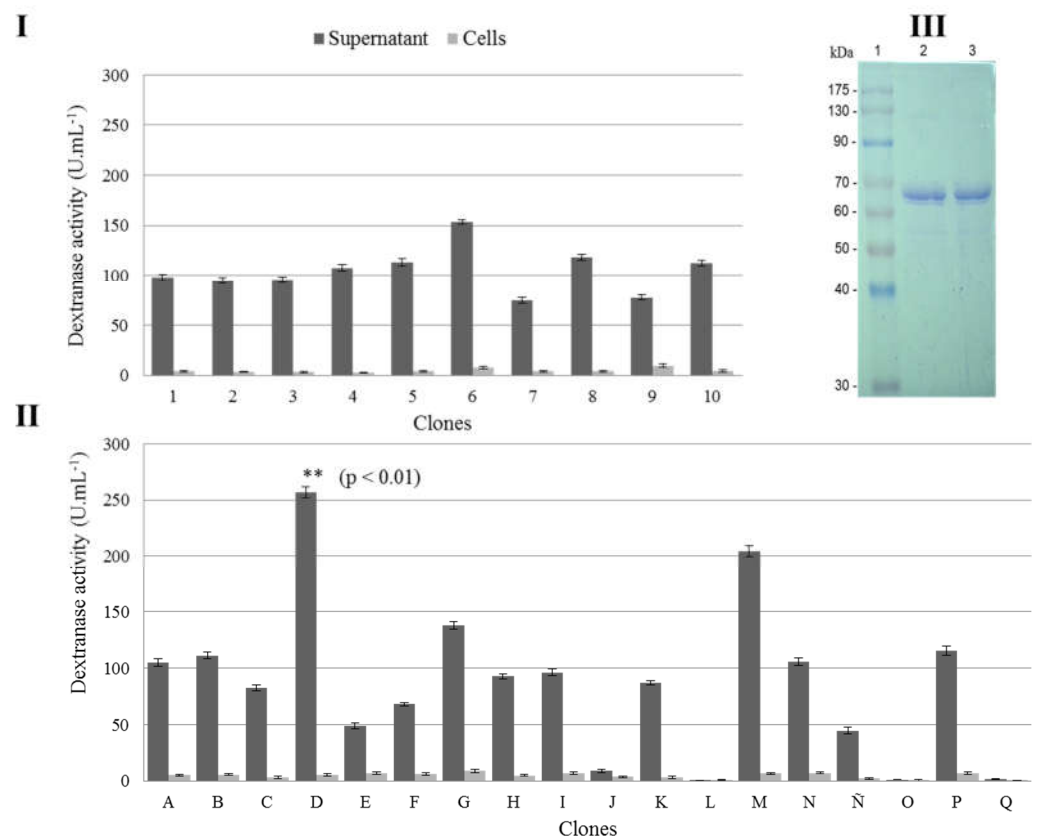 I
Supernatant Cells
Dextranase activity (U.mL-1)
300
250
200
150
100
50
0
1 2 3 4 5 6 7 8 9 10
Clones
III
kDa 1 2 3
175 -
130 -
90 -
70 -
60 -
50 -
40 -
30 -
II
Dextranase activity (U.mL-1)
300
250
200
150
100
50
0
** (p < 0.01)
A B C D E F G H I J K L M N Ñ O P Q
Clones